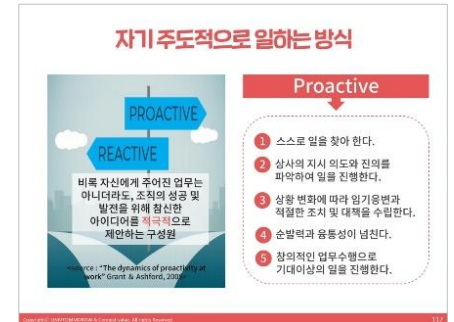 자기 주도적으로 일하는 방식
PROACTIVE
REACTIVE
비록 자신에게 주어진 업무는
아니더라도, 조직의 성공 및
발전을 위해 참신한
아이디어를 적극적으로
제안하는 구성원
<source : "The dynamics of proactivity at
work" Grant & Ashford, 2008>
Proactive
1 스스로 일을 찾아 한다.
2 상사의 지시 의도와 진의를
파악하여 일을 진행한다.
3 상황 변화에 따라 임기응변과
적절한 조치 및 대책을 수립한다.
4 순발력과 융통성이 넘친다.
5 창의적인 업무수행으로
기대이상의 일을 진행한다.
All rights Reserved.
117